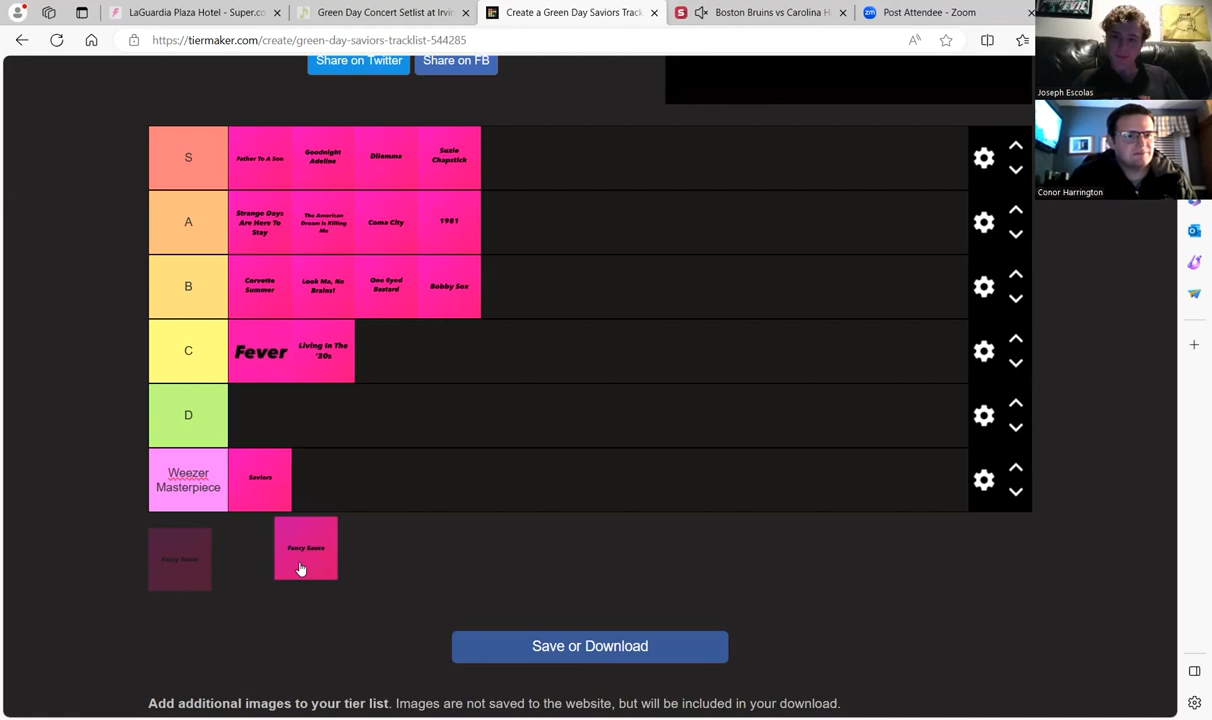 LaGuardia Plaza Hotel - Super.co
Green Day Concert Setlist at Irvin
Create a Green Day Saviors Track
Boston Bruins vs Carolina H
Post Attendee - Zoom
https://tiermaker.com/create/green-day-saviors-tracklist-544285
Joseph Escolas
Conor Harrington
Share on Twitter
Share on FB
S
Father To A Son
Goodnight
Adeline
Dilemma
Suzie
Chapstick
A
Strange Days
Are Here To
Stay
The American
Dream Is Killing
Me
Coma City
1981
B
Corvette
Summer
Look Ma, No
Brains!
One Eyed
Bastard
Bobby Sox
C
Fever
Living In The
'20s
D
Weezer
Masterpiece
Saviors
Fancy Sauce
Fancy Sauce
Save or Download
Add additional images to your tier list. Images are not saved to the website, but will be included in your download.